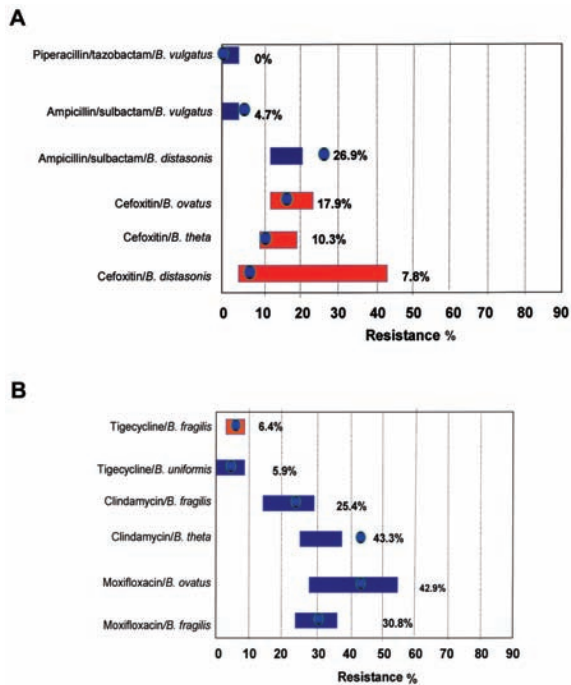 A
Piperacillin/tazobactam/B. vulgatus 0%
Ampicillin/sulbactam/B. vulgatus 4.7%
Ampicillin/sulbactam/B. distasonis 26.9%
Cefoxitin/B. ovatus 17.9%
Cefoxitin/B. theta 10.3%
Cefoxitin/B. distasonis 7.8%
0 10 20 30 40 50 60 70 80 90
Resistance %
B
Tigecycline/B. fragilis 6.4%
Tigecycline/B. uniformis 5.9%
Clindamycin/B. fragilis 25.4%
Clindamycin/B. theta 43.3%
Moxifloxacin/B. ovatus 42.9%
Moxifloxacin/B. fragilis 30.8%
0 10 20 30 40 50 60 70 80 90
Resistance %